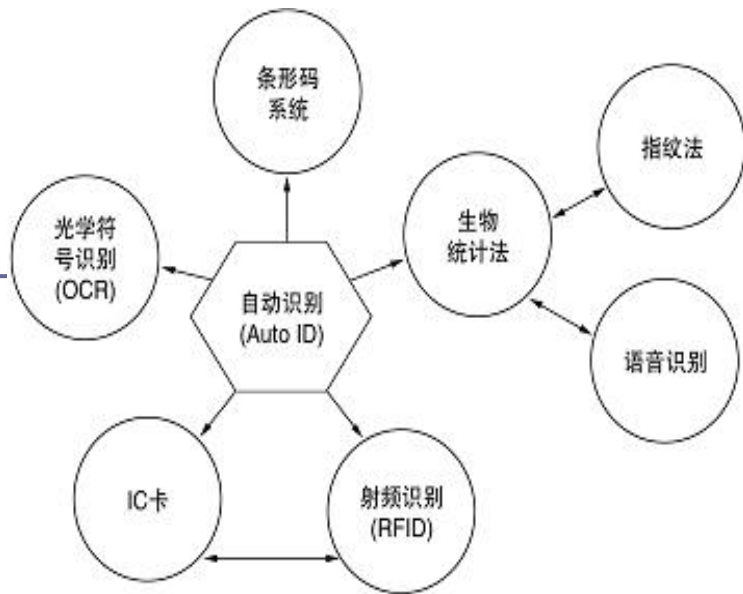 条形码
系统
指纹法
光学符
号识别
(OCR)
生物
统计法
自动识别
(Auto ID)
语音识别
IC卡
射频识别
(RFID)